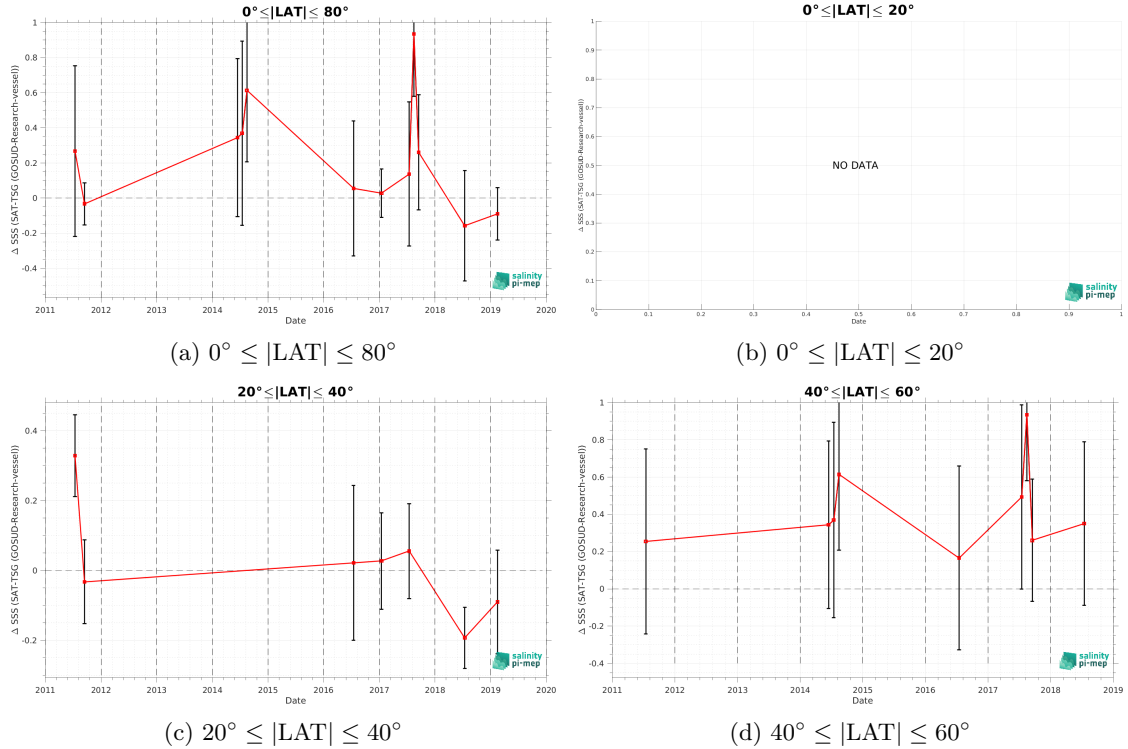 0°≤|LAT|≤ 80°
1
0.8
0.6
0.4
0.2
0
-0.2
-0.4
Δ SSS (SAT-TSG (GOSUD-Research-vessel))
2011 2012 2013 2014 2015 2016 2017 2018 2019 2020
Date
salinity
pi-mep
(a) 0° ≤ |LAT| ≤ 80°
0°≤|LAT|≤ 20°
1
0.9
0.8
0.7
0.6
0.5
0.4
0.3
0.2
0.1
0
Δ SSS (SAT-TSG (GOSUD-Research-vessel))
NO DATA
0 0.1 0.2 0.3 0.4 0.5 0.6 0.7 0.8 0.9 1
Date
salinity
pi-mep
(b) 0° ≤ |LAT| ≤ 20°
20°≤|LAT|≤ 40°
0.4
0.2
0
-0.2
Δ SSS (SAT-TSG (GOSUD-Research-vessel))
2011 2012 2013 2014 2015 2016 2017 2018 2019 2020
Date
salinity
pi-mep
(c) 20° ≤ |LAT| ≤ 40°
40°≤|LAT|≤ 60°
1
0.8
0.6
0.4
0.2
0
-0.2
-0.4
Δ SSS (SAT-TSG (GOSUD-Research-vessel))
2011 2012 2013 2014 2015 2016 2017 2018 2019
Date
salinity
pi-mep
(d) 40° ≤ |LAT| ≤ 60°